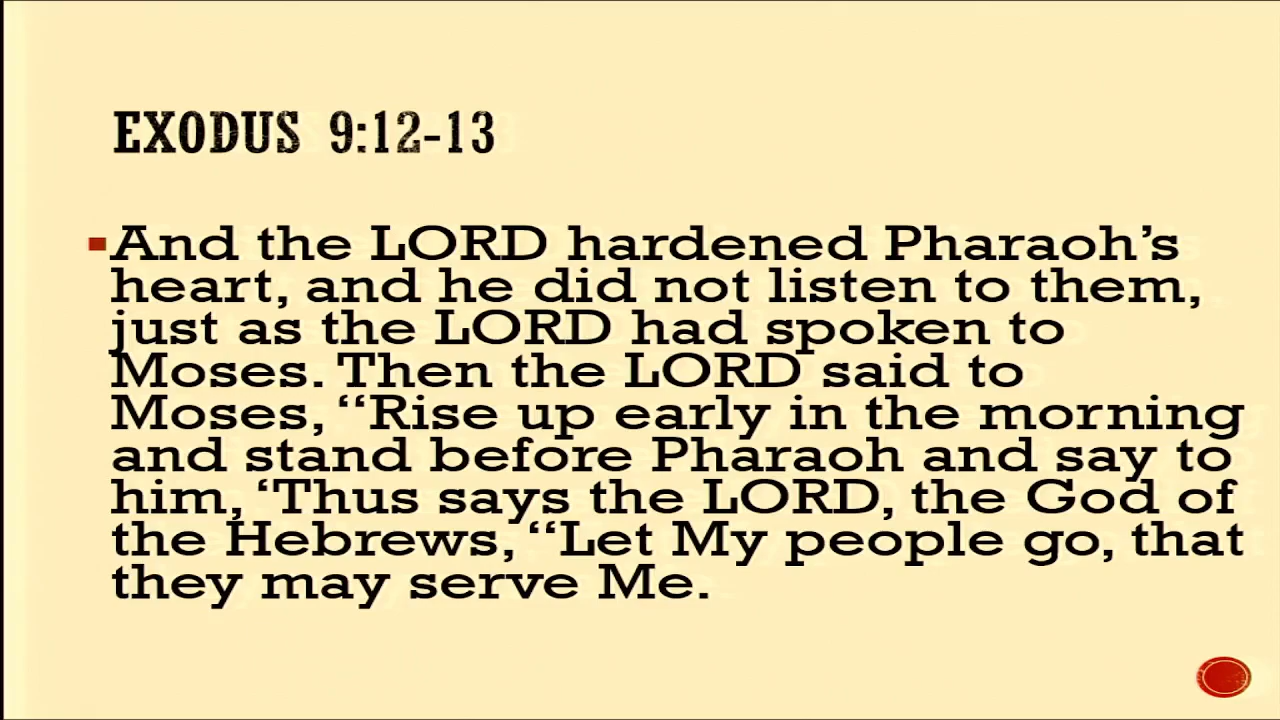 EXODUS 9:12-13
And the LORD hardened Pharaoh’s
heart, and he did not listen to them,
just as the LORD had spoken to
Moses. Then the LORD said to
Moses, “Rise up early in the morning
and stand before Pharaoh and say to
him, ‘Thus says the LORD, the God of
the Hebrews, “Let My people go, that
they may serve Me.